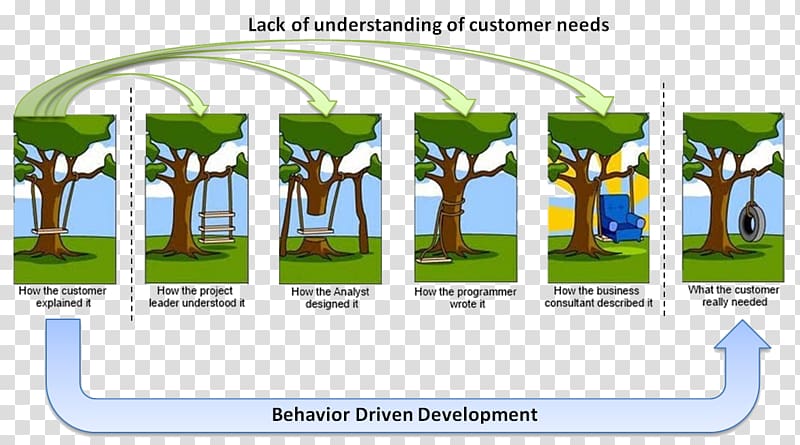 Lack of understanding of customer needs
How the customer
explained it
How the project
leader understood it
How the Analyst
designed it
How the programmer
wrote it
How the business
consultant described it
What the customer
really needed
Behavior Driven Development